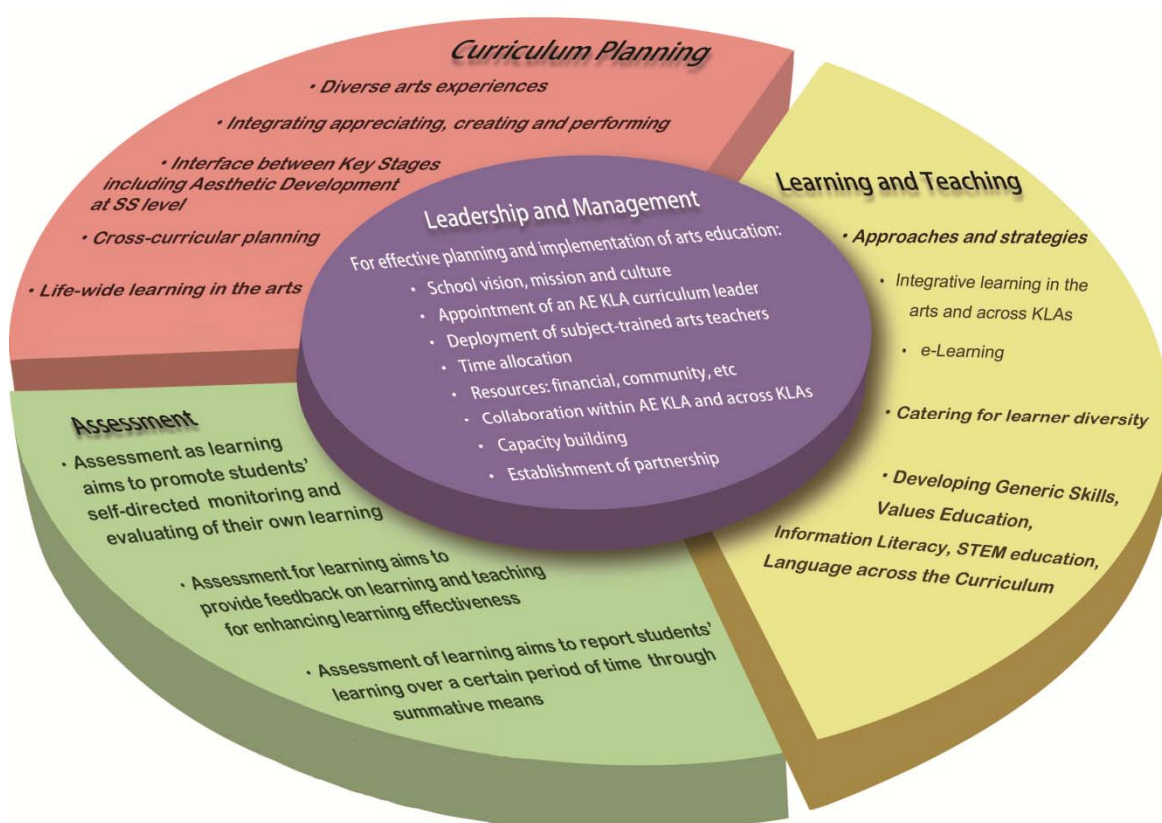 Curriculum Planning
• Diverse arts experiences
• Integrating appreciating, creating and performing
• Interface between Key Stages
including Aesthetic Development
at SS level
• Cross-curricular planning
• Life-wide learning in the arts
Leadership and Management
For effective planning and implementation of arts education:
• School vision, mission and culture
• Appointment of an AE KLA curriculum leader
• Deployment of subject-trained arts teachers
• Time allocation
• Resources: financial, community, etc
• Collaboration within AE KLA and across KLAs
• Capacity building
• Establishment of partnership
Learning and Teaching
• Approaches and strategies
• Integrative learning in the
arts and across KLAs
• e-Learning
• Catering for learner diversity
• Developing Generic Skills,
Values Education,
Information Literacy, STEM education,
Language across the Curriculum
Assessment
• Assessment as learning
aims to promote students'
self-directed monitoring and
evaluating of their own learning
• Assessment for learning aims to
provide feedback on learning and teaching
for enhancing learning effectiveness
• Assessment of learning aims to report students'
learning over a certain period of time through
summative means